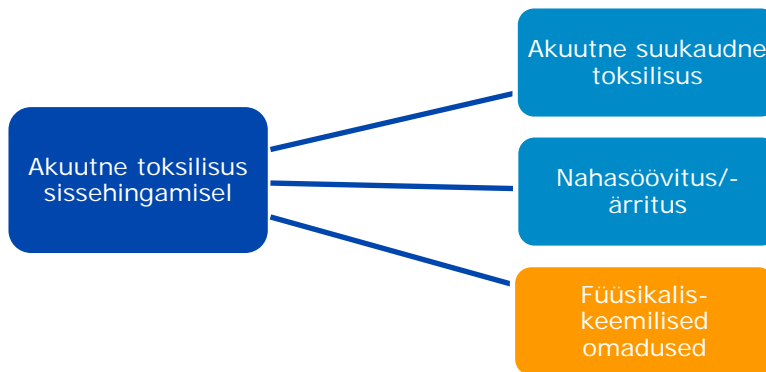 Akuutne suukaudne
toksilisus
Akuutne toksilisus
sissehingamisel
Nahasöövitus/-
ärritus
Füüsikalis-
keemilised
omadused